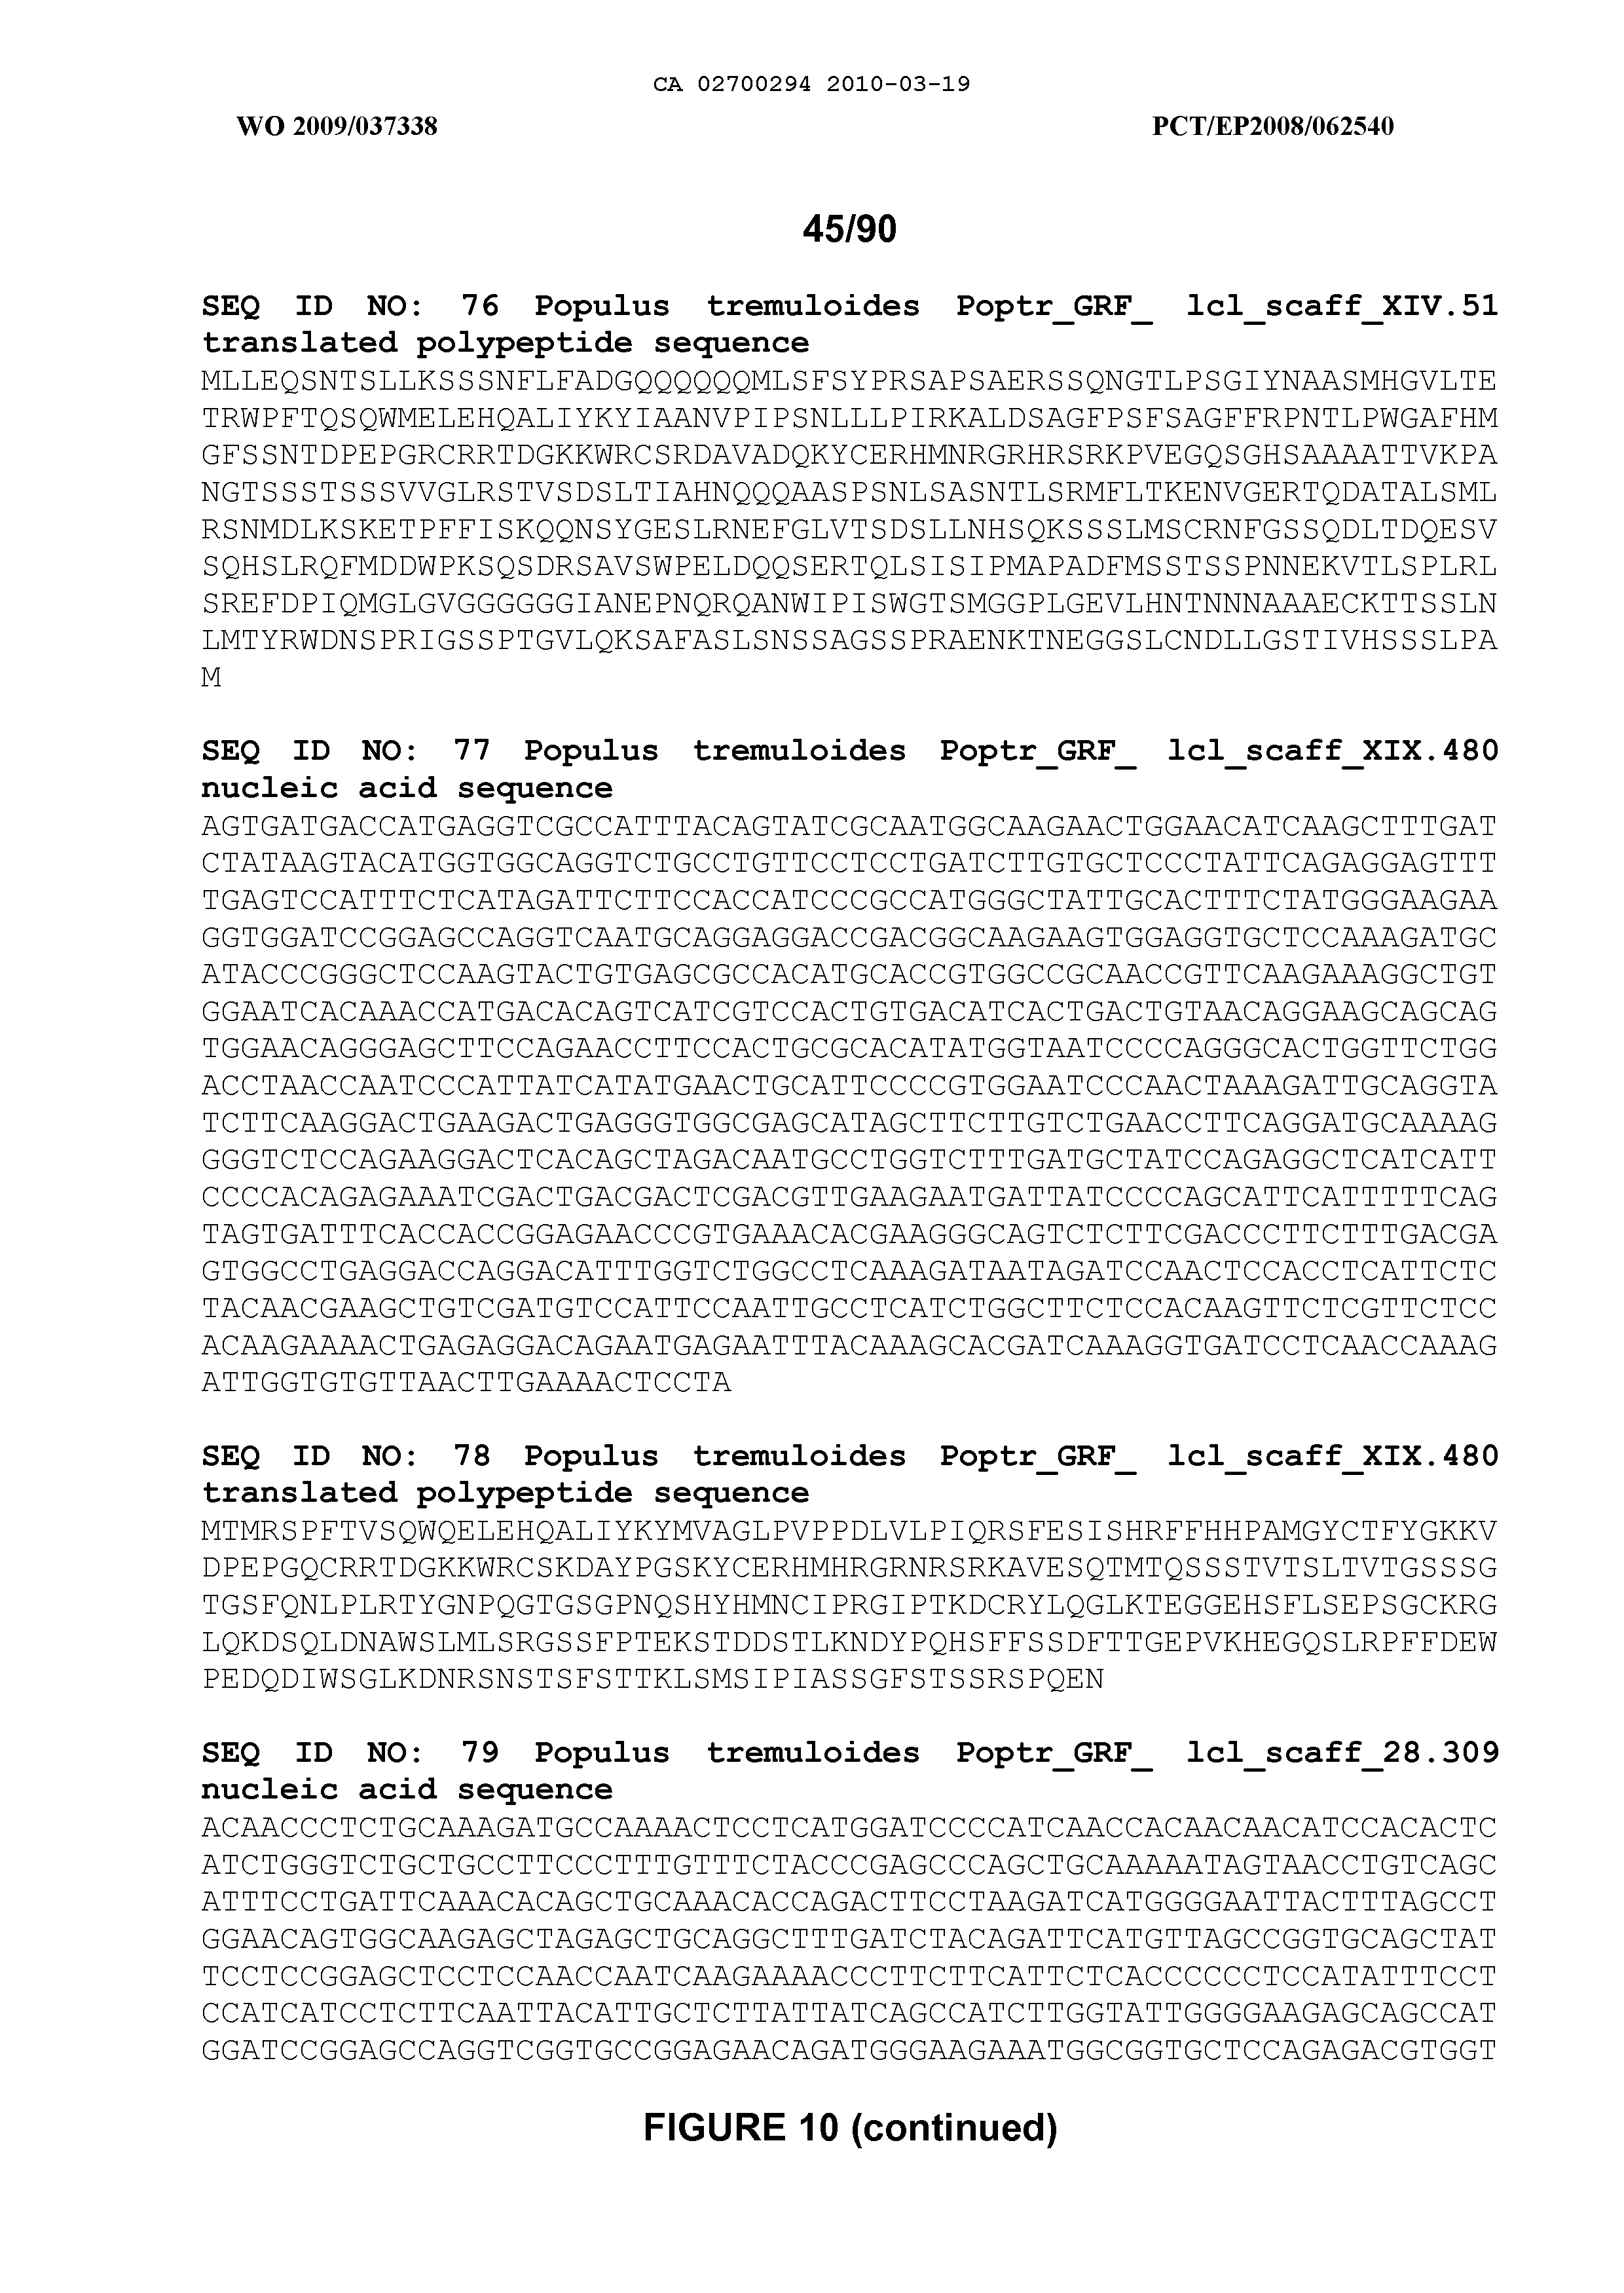 CA 02700294 2010-03-19
WO 2009/037338 PCT/EP2008/062540
45/90
SEQ ID NO: 76 Populus tremuloides Poptr_GRF_ lcl_scaff_XIV.51
translated polypeptide sequence
MLLEQSNTSLLKSSSNFLFADGQQQQQQMLSFSYPRSAPSAERSSQNGTLPSGIYNAASMHGVLTE
TRWPFTQSQWMELEHQALIYKYIAANVPIPSNLLLPIRKALDSAGFPSFSAGFFRPNTLPWGAFHM
GFSSNTDPEPGRCRRTDGKKWRCSRDAVADQKYCERHMNRGRHRSRKPVEGQSGHSAAAATTVKPA
NGTSSSTSSSVVGLRSTVSDSLTIAHNQQQAASPSNLSASNTLSRMFLTKENVGERTQDATALSML
RSNMDLKSKETPFFISKQQNSYGESLRNEFGLVTSDSLLNHSQKSSSLMSCRNFGSSQDLTDQESV
SQHSLRQFMDDWPKSQSDRSAVSWPELDQQSERTQLSISIPMAPADFMSSTSSPNNEKVTLSPLRL
SREFDPIQMGLGVGGGGGGIANEPNQRQANWIPISWGTSMGGPLGEVLHNTNNNAAAECKTTSSLN
LMTYRWDNSPRIGSSPTGVLQKSAFASLSNSSAGSSPRAENKTNEGGSLCNDLLGSTIVHSSSLPA
M
SEQ ID NO: 77 Populus tremuloides Poptr_GRF_ lcl_scaff_XIX.480
nucleic acid sequence
AGTGATGACCATGAGGTCGCCATTTACAGTATCGCAATGGCAAGAACTGGAACATCAAGCTTTGAT
CTATAAGTACATGGTGGCAGGTCTGCCTGTTCCTCCTGATCTTGTGCTCCCTATTCAGAGGAGTTT
TGAGTCCATTTCTCATAGATTCTTCCACCATCCCGCCATGGGCTATTGCACTTTCTATGGGAAGAA
GGTGGATCCGGAGCCAGGTCAATGCAGGAGGACCGACGGCAAGAAGTGGAGGTGCTCCAAAGATGC
ATACCCGGGCTCCAAGTACTGTGAGCGCCACATGCACCGTGGCCGCAACCGTTCAAGAAAGGCTGT
GGAATCACAAACCATGACACAGTCATCGTCCACTGTGACATCACTGACTGTAACAGGAAGCAGCAG
TGGAACAGGGAGCTTCCAGAACCTTCCACTGCGCACATATGGTAATCCCCAGGGCACTGGTTCTGG
ACCTAACCAATCCCATTATCATATGAACTGCATTCCCCGTGGAATCCCAACTAAAGATTGCAGGTA
TCTTCAAGGACTGAAGACTGAGGGTGGCGAGCATAGCTTCTTGTCTGAACCTTCAGGATGCAAAAG
GGGTCTCCAGAAGGACTCACAGCTAGACAATGCCTGGTCTTTGATGCTATCCAGAGGCTCATCATT
CCCCACAGAGAAATCGACTGACGACTCGACGTTGAAGAATGATTATCCCCAGCATTCATTTTTCAG
TAGTGATTTCACCACCGGAGAACCCGTGAAACACGAAGGGCAGTCTCTTCGACCCTTCTTTGACGA
GTGGCCTGAGGACCAGGACATTTGGTCTGGCCTCAAAGATAATAGATCCAACTCCACCTCATTCTC
TACAACGAAGCTGTCGATGTCCATTCCAATTGCCTCATCTGGCTTCTCCACAAGTTCTCGTTCTCC
ACAAGAAAACTGAGAGGACAGAATGAGAATTTACAAAGCACGATCAAAGGTGATCCTCAACCAAAG
ATTGGTGTGTTAACTTGAAAACTCCTA
SEQ ID NO: 78 Populus tremuloides Poptr_GRF_ lcl_scaff_XIX.480
translated polypeptide sequence
MTMRSPFTVSQWQELEHQALIYKYMVAGLPVPPDLVLPIQRSFESISHRFFHHPAMGYCTFYGKKV
DPEPGQCRRTDGKKWRCSKDAYPGSKYCERHMHRGRNRSRKAVESQTMTQSSSTVTSLTVTGSSSG
TGSFQNLPLRTYGNPQGTGSGPNQSHYHMNCIPRGIPTKDCRYLQGLKTEGGEHSFLSEPSGCKRG
LQKDSQLDNAWSLMLSRGSSFPTEKSTDDSTLKNDYPQHSFFSSDFTTGEPVKHEGQSLRPFFDEW
PEDQDIWSGLKDNRSNSTSFSTTKLSMSIPIASSGFSTSSRSPQEN
SEQ ID NO: 79 Populus tremuloides Poptr_GRF_ lcl_scaff_28.309
nucleic acid sequence
ACAACCCTCTGCAAAGATGCCAAAACTCCTCATGGATCCCCATCAACCACAACAACATCCACACTC
ATCTGGGTCTGCTGCCTTCCCTTTGTTTCTACCCGAGCCCAGCTGCAAAAATAGTAACCTGTCAGC
ATTTCCTGATTCAAACACAGCTGCAAACACCAGACTTCCTAAGATCATGGGGAATTACTTTAGCCT
GGAACAGTGGCAAGAGCTAGAGCTGCAGGCTTTGATCTACAGATTCATGTTAGCCGGTGCAGCTAT
TCCTCCGGAGCTCCTCCAACCAATCAAGAAAACCCTTCTTCATTCTCACCCCCCTCCATATTTCCT
CCATCATCCTCTTCAATTACATTGCTCTTATTATCAGCCATCTTGGTATTGGGGAAGAGCAGCCAT
GGATCCGGAGCCAGGTCGGTGCCGGAGAACAGATGGGAAGAAATGGCGGTGCTCCAGAGACGTGGT
FIGURE 10 (continued)